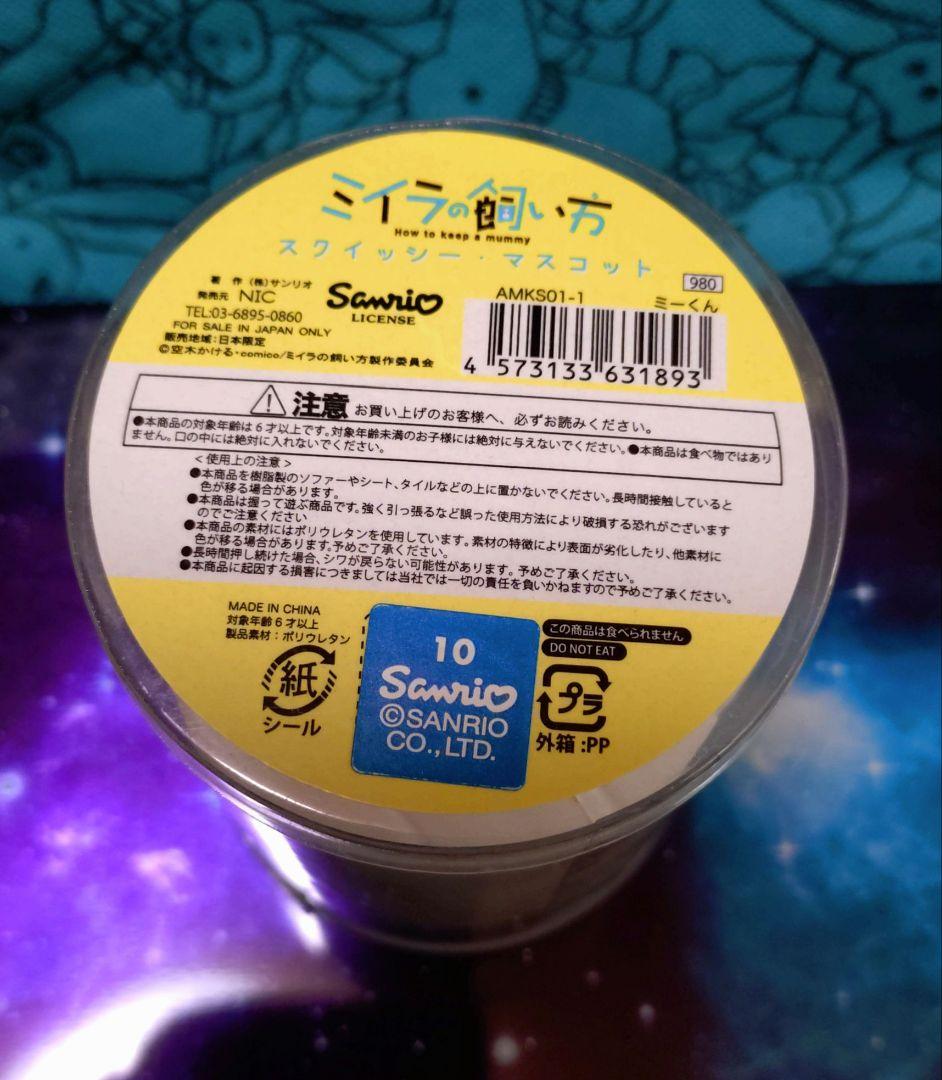 ミイラの飼い方
How to keep a mummy
スクイッシー・マスコット
著 作 (株)サンリオ
発売元 NIC
TEL:03-6895-0860
FOR SALE IN JAPAN ONLY
販売地域:日本限定
©空木かける・comico/ミイラの飼い方製作委員会
Sanrio
LICENSE
980
AMKS01-1 ミーくん
4 573133 631893
注意 お買い上げのお客様へ、必ずお読みください。
●本商品の対象年齢は6才以上です。対象年齢未満のお子様には絶対に与えないでください。●本商品は食べ物ではあり
ません。口の中には絶対に入れないでください。
<使用上の注意>
●本商品を樹脂製のソファーやシート、タイルなどの上に置かないでください。長時間接触していると
色が移る場合があります。
●本商品は握って遊ぶ商品です。強く引っ張るなど誤った使用方法により破損する恐れがございます
のでご注意ください
●本商品の素材にはポリウレタンを使用しています。素材の特徴により表面が劣化したり、他素材に
色が移る場合があります。予めご了承ください。
●長時間押し続けた場合、シワが戻らない可能性があります。予めご了承ください。
●本商品に起因する損害につきましては当社では一切の責任を負いかねますので予めご了承ください。
MADE IN CHINA
対象年齢6才以上
製品素材:ポリウレタン
紙
シール
10
Sanrio
©SANRIO
CO.,LTD.
この商品は食べられません
DO NOT EAT
プラ
外箱:PP